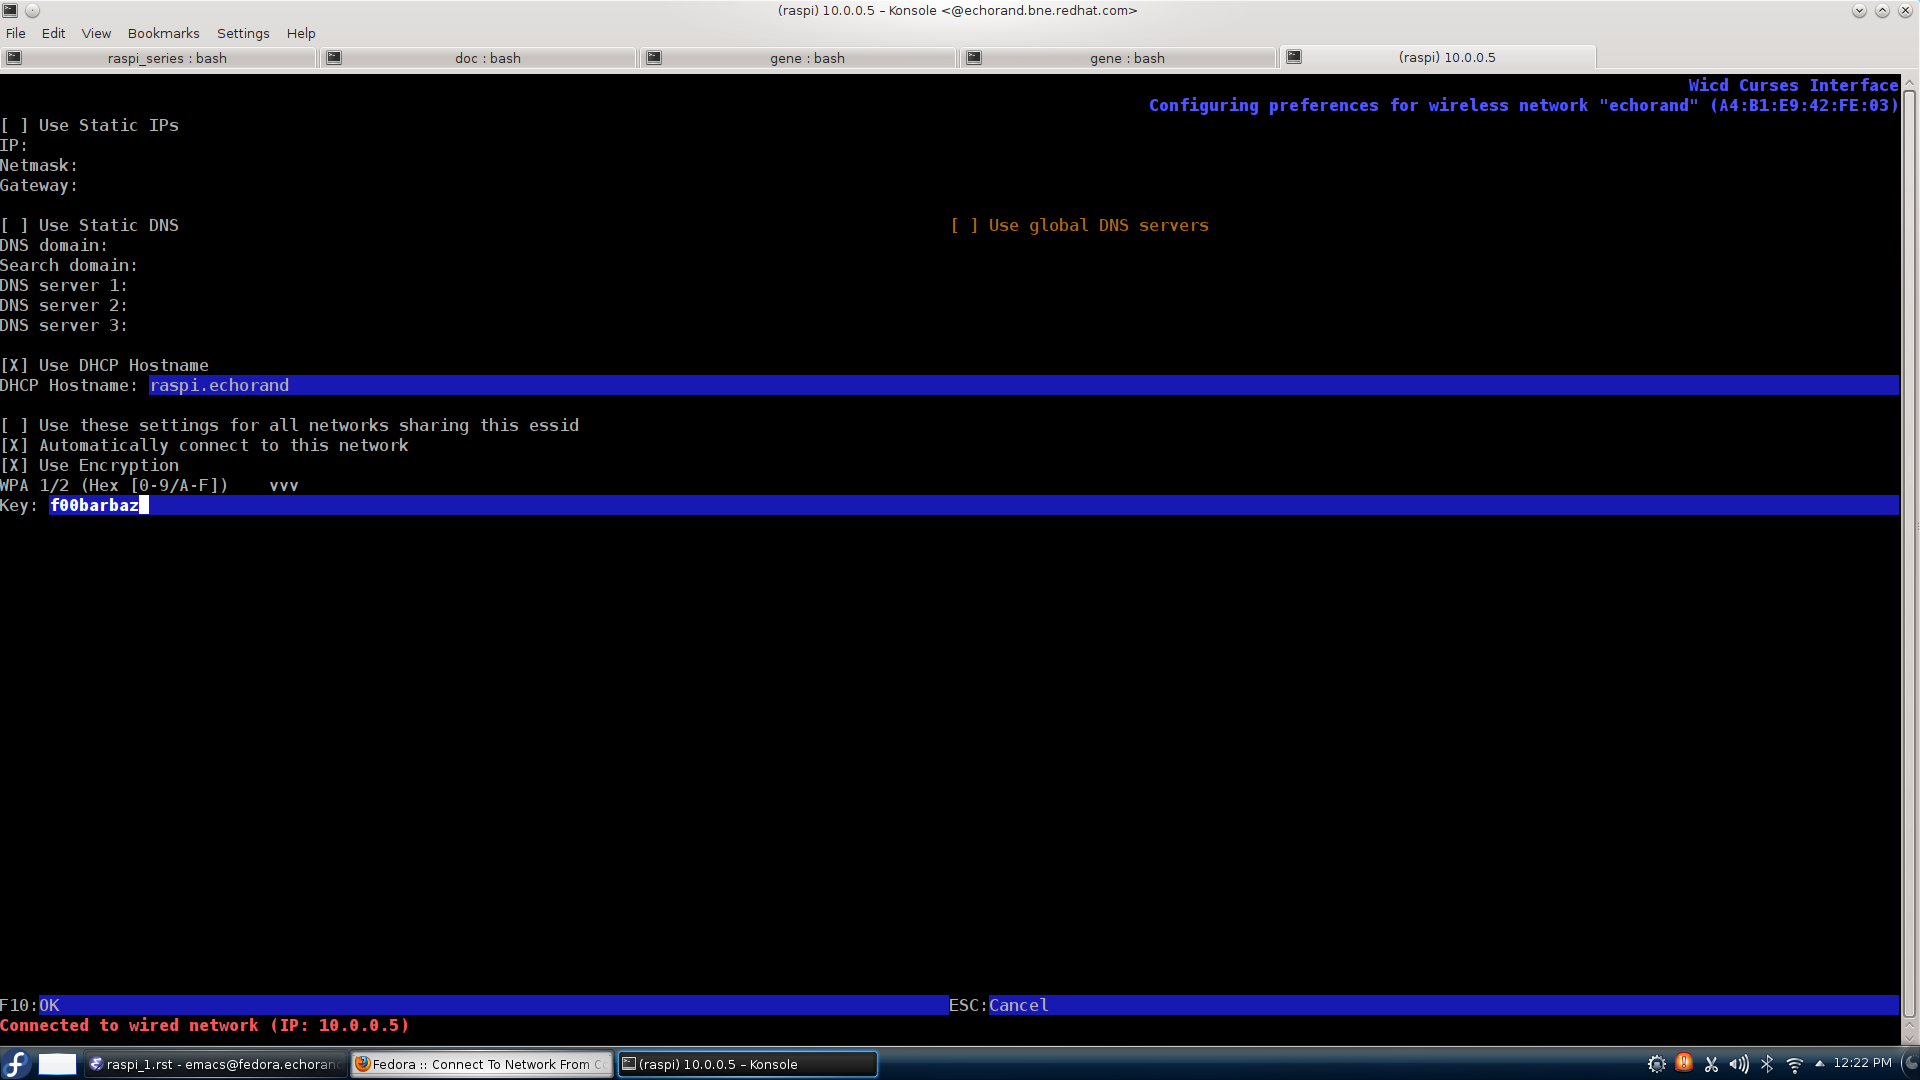 (raspi) 10.0.0.5 – Konsole <@echorand.bne.redhat.com>
File Edit View Bookmarks Settings Help
raspi_series : bash doc : bash gene : bash gene : bash (raspi) 10.0.0.5
Wicd Curses Interface
Configuring preferences for wireless network "echorand" (A4:B1:E9:42:FE:03)
[ ] Use Static IPs
IP:
Netmask:
Gateway:
[ ] Use Static DNS [ ] Use global DNS servers
DNS domain:
Search domain:
DNS server 1:
DNS server 2:
DNS server 3:
[X] Use DHCP Hostname
DHCP Hostname: raspi.echorand
[ ] Use these settings for all networks sharing this essid
[X] Automatically connect to this network
[X] Use Encryption
WPA 1/2 (Hex [0-9/A-F]) vvv
Key: f00barbaz
F10:OK ESC:Cancel
Connected to wired network (IP: 10.0.0.5)
raspi_1.rst - emacs@fedora.echoran Fedora :: Connect To Network From C (raspi) 10.0.0.5 – Konsole 12:22 PM